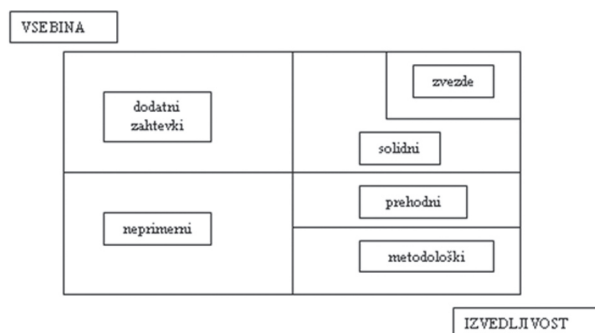 VSEBINA
zvezde
dodatni
zahtevki
solidni
prehodni
neprimerni
metodološki
IZVEDLJIVOST